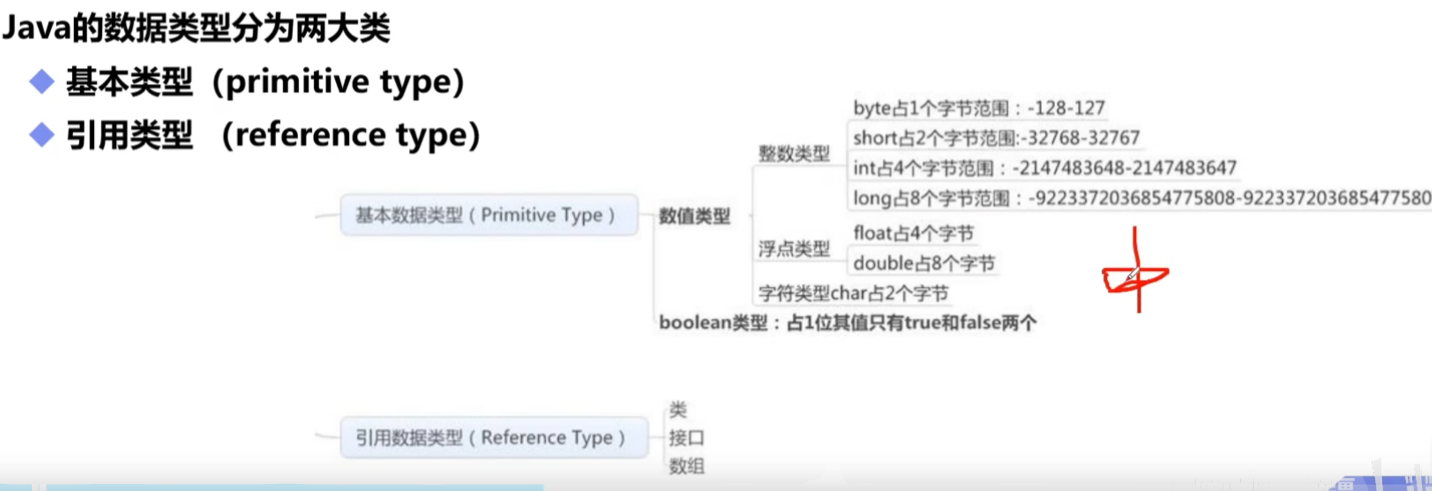 Java的数据类型分为两大类
基本类型（primitive type）
引用类型 （reference type）
byte占1个字节范围：-128-127
short占2个字节范围:-32768-32767
整数类型
int占4个字节范围：-2147483648-2147483647
long占8个字节范围：-9223372036854775808-922337203685477580
基本数据类型（Primitive Type）
数值类型
float占4个字节
浮点类型
double占8个字节
字符类型char占2个字节
boolean类型：占1位其值只有true和false两个
类
引用数据类型（Reference Type）
接口
数组